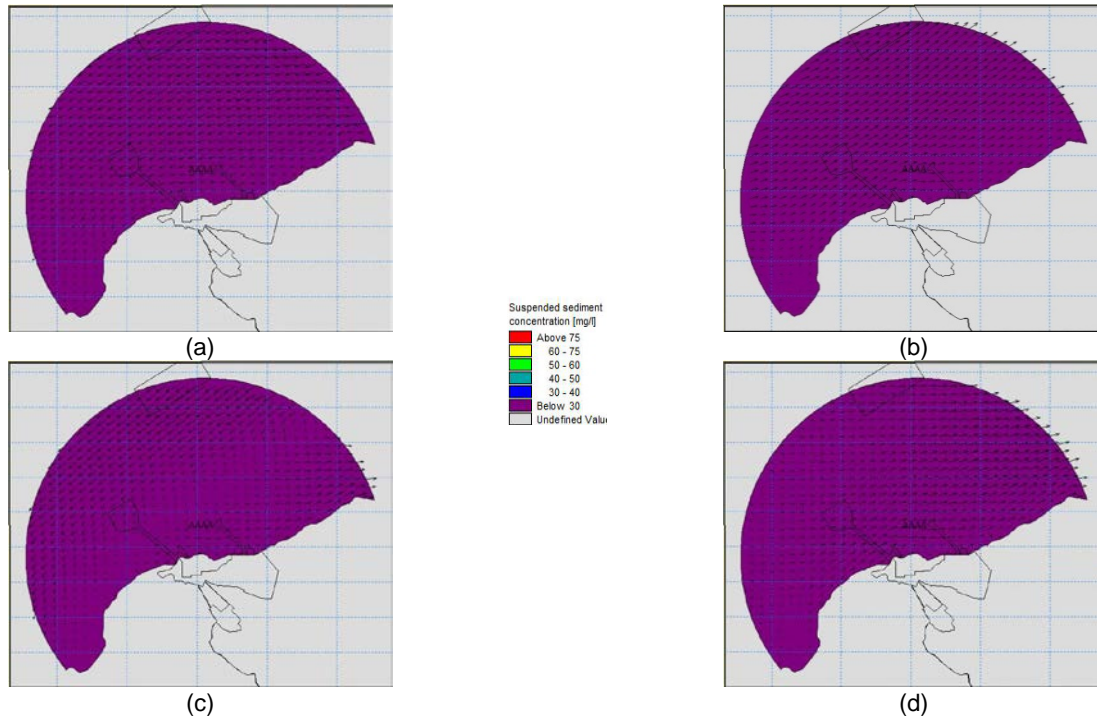 (a)
(b)
Suspended sediment
concentration [mg/l]
Above 75
60 - 75
50 - 60
40 - 50
30 - 40
Below 30
Undefined Valu
(c)
(d)